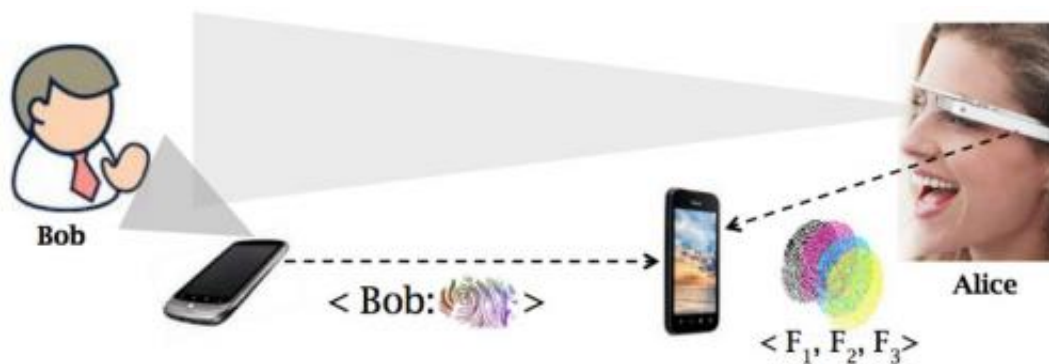 Bob
< Bob: >
Alice
< F₁, F₂, F₃>